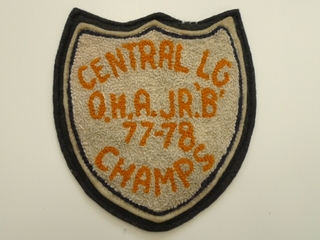 CENTRAL LG
O.H.A. JR. 'B'
77-78
CHAMPS